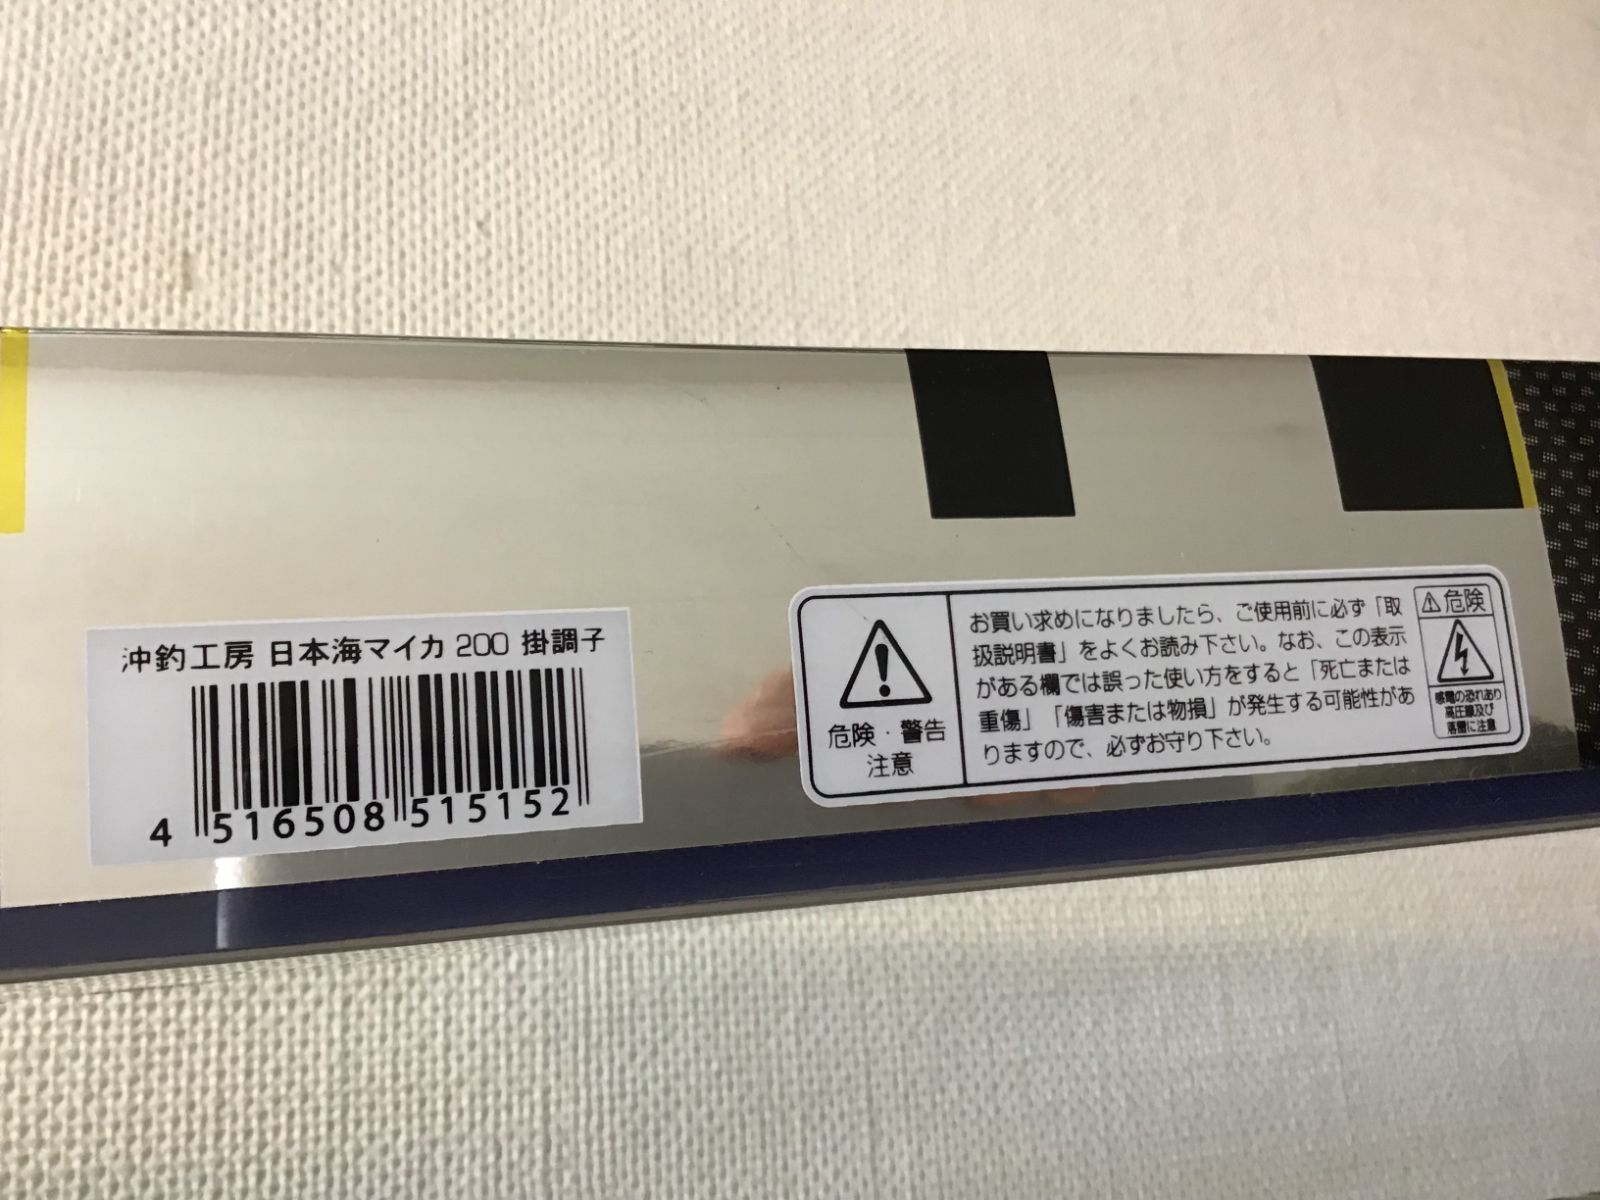 沖釣工房 日本海マイカ 200 掛調子
4 516508 515152
危険・警告
注意
お買い求めになりましたら、ご使用前に必ず「取
扱説明書」をよくお読み下さい。なお、この表示
がある欄では誤った使い方をすると「死亡または
重傷」「傷害または物損」が発生する可能性があ
りますので、必ずお守り下さい。
危険
感電の恐れあり
高圧線及び
落雷に注意